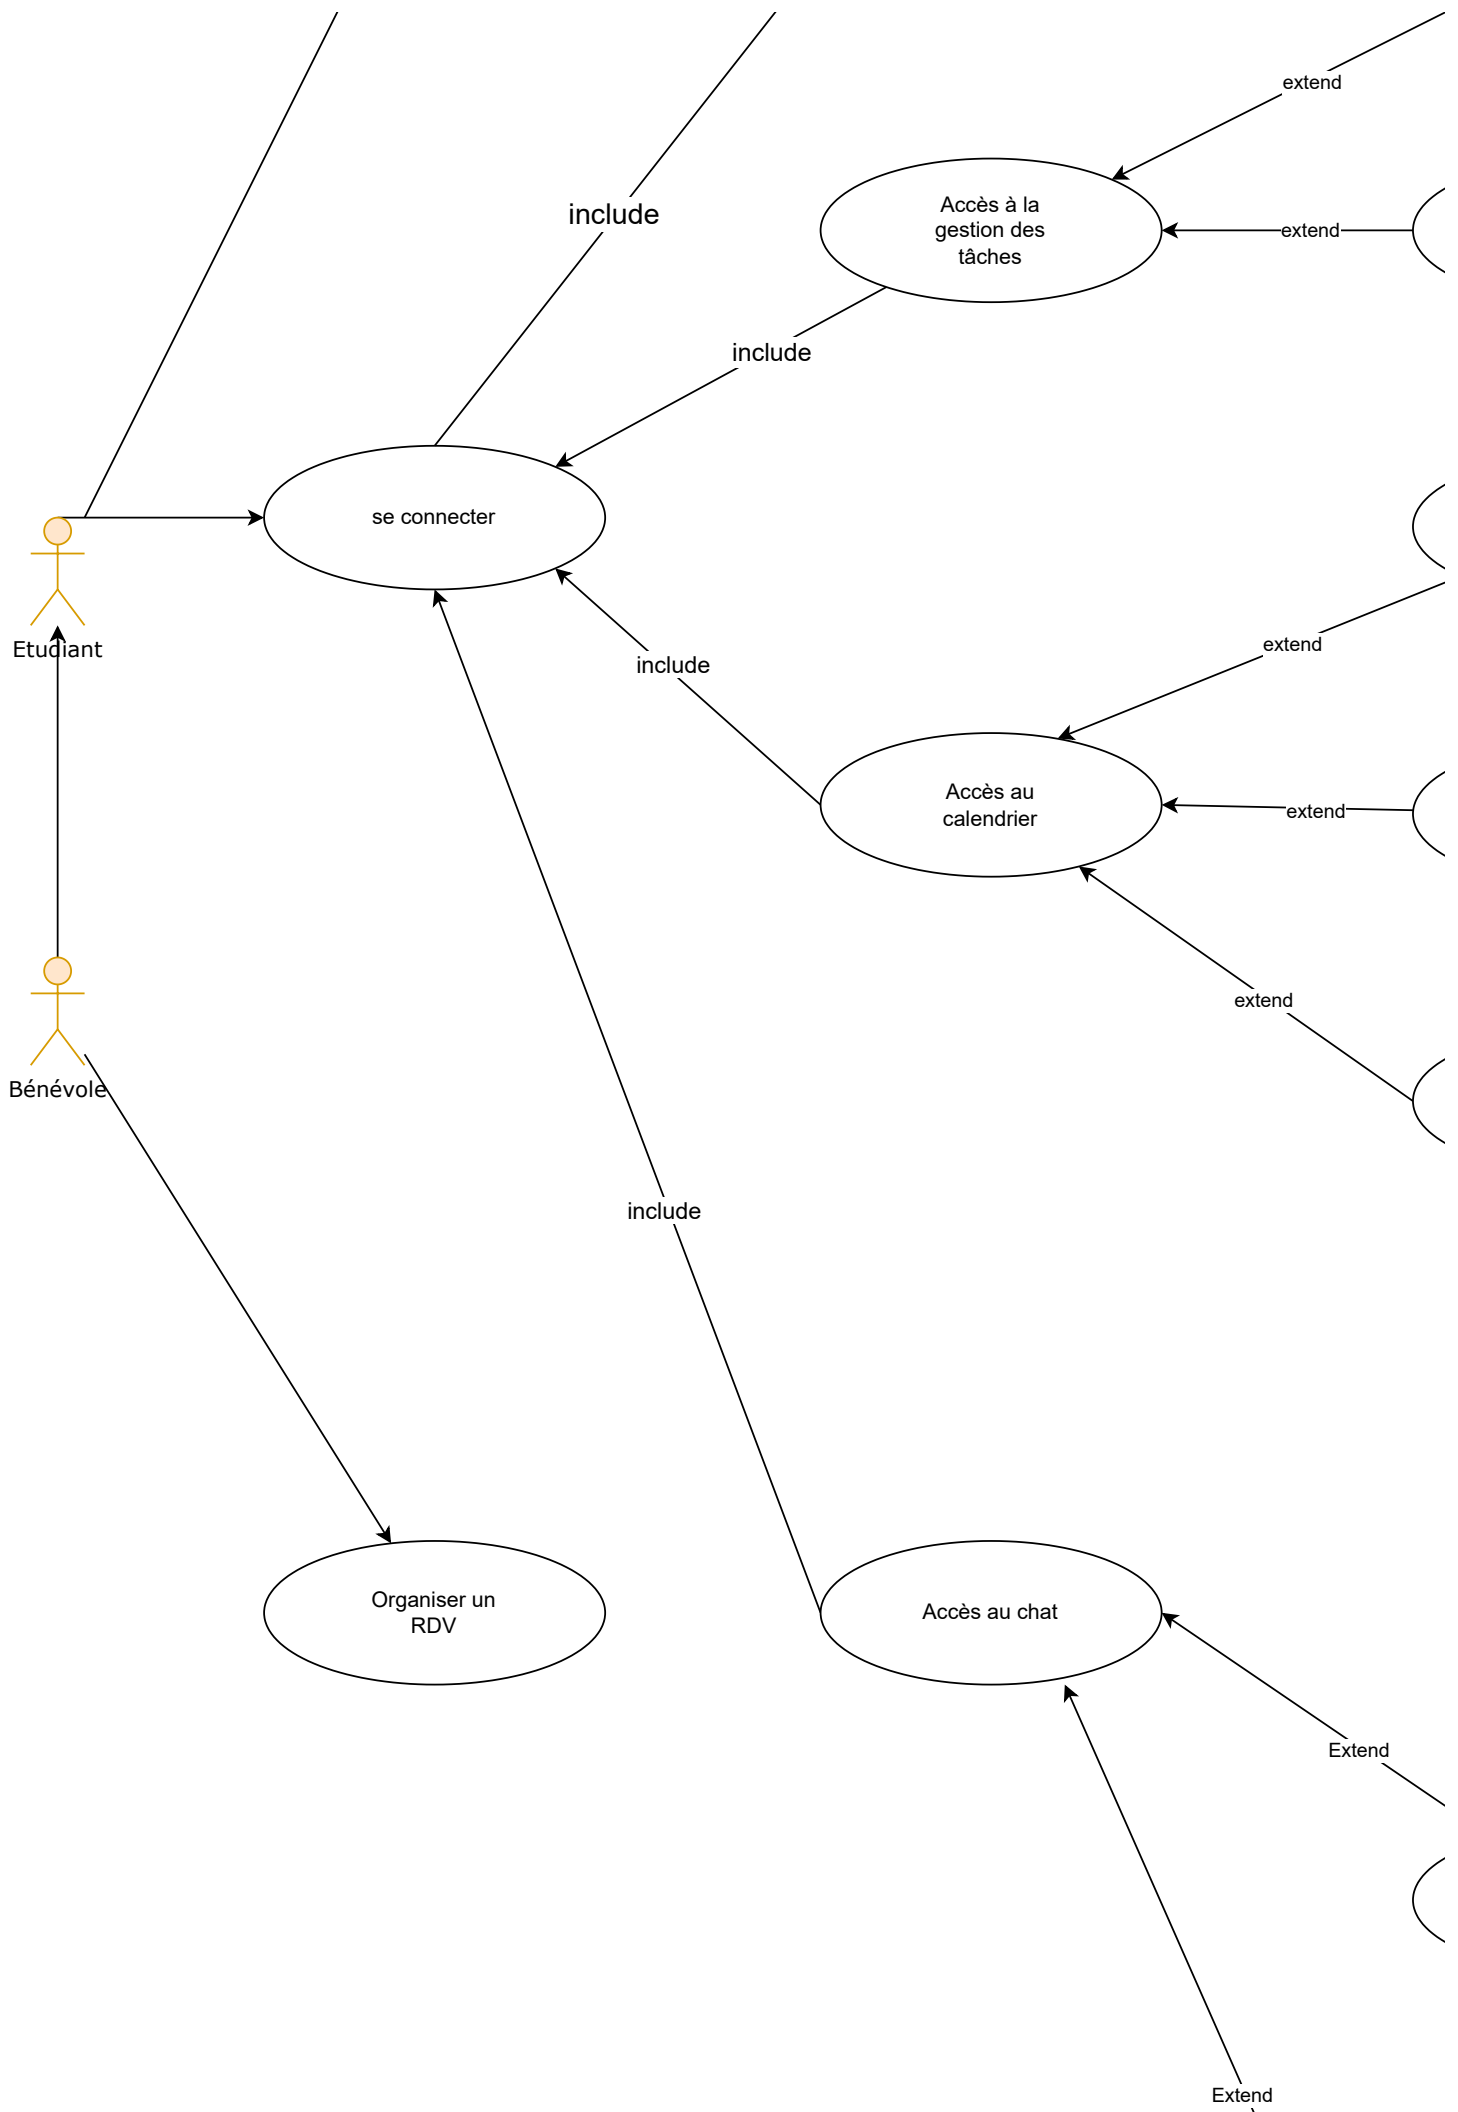 extend
Accès à la
gestion des
tâches
include
extend
include
se connecter
Etudiant
extend
include
Accès au
calendrier
extend
extend
Bénévole
include
Organiser un
RDV
Accès au chat
Extend
Extend